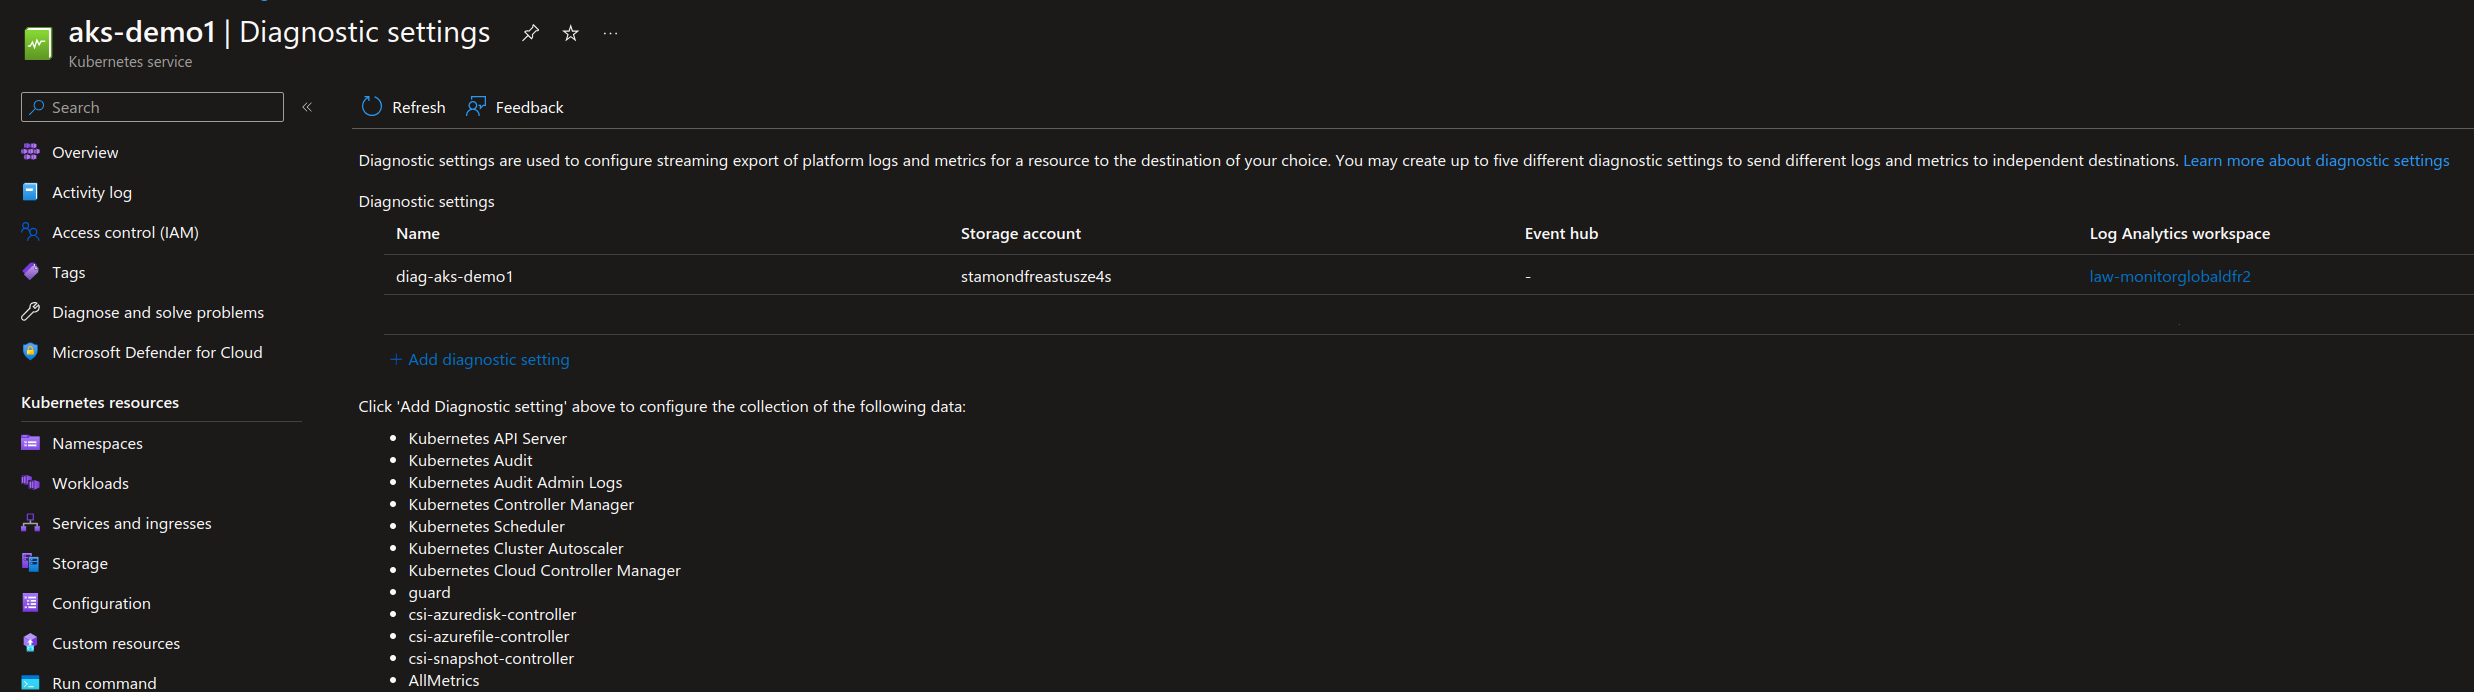 aks-demo1 | Diagnostic settings
Kubernetes service
Search
Refresh
Feedback
Overview
Activity log
Access control (IAM)
Tags
Diagnose and solve problems
Microsoft Defender for Cloud
Kubernetes resources
Namespaces
Workloads
Services and ingresses
Storage
Configuration
Custom resources
Run command
Diagnostic settings are used to configure streaming export of platform logs and metrics for a resource to the destination of your choice. You may create up to five different diagnostic settings to send different logs and metrics to independent destinations. Learn more about diagnostic settings
Diagnostic settings
Name Storage account Event hub Log Analytics workspace
diag-aks-demo1 stamondfreastusze4s - law-monitorglobaldfr2
+ Add diagnostic setting
Click 'Add Diagnostic setting' above to configure the collection of the following data:
• Kubernetes API Server
• Kubernetes Audit
• Kubernetes Audit Admin Logs
• Kubernetes Controller Manager
• Kubernetes Scheduler
• Kubernetes Cluster Autoscaler
• Kubernetes Cloud Controller Manager
• guard
• csi-azuredisk-controller
• csi-azurefile-controller
• csi-snapshot-controller
• AllMetrics